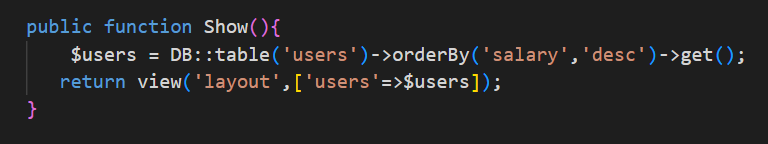 public function Show(){
$users = DB::table('users')->orderBy('salary','desc')->get();
return view('layout',['users'=>$users]);
}